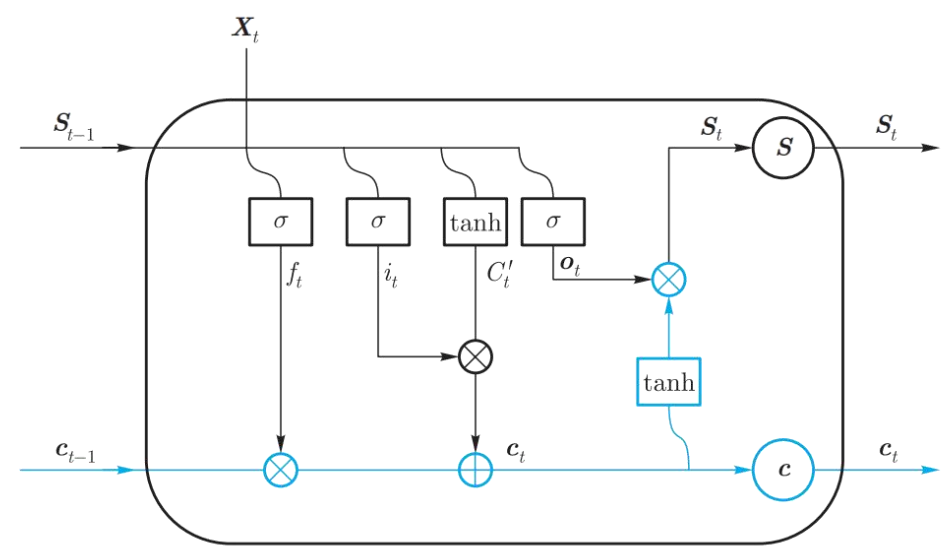 X_t
S_{t−1}
S_t
S
S_t
σ
σ
tanh
σ
f_t
i_t
C′_t
o_t
tanh
c_{t−1}
c_t
c
c_t